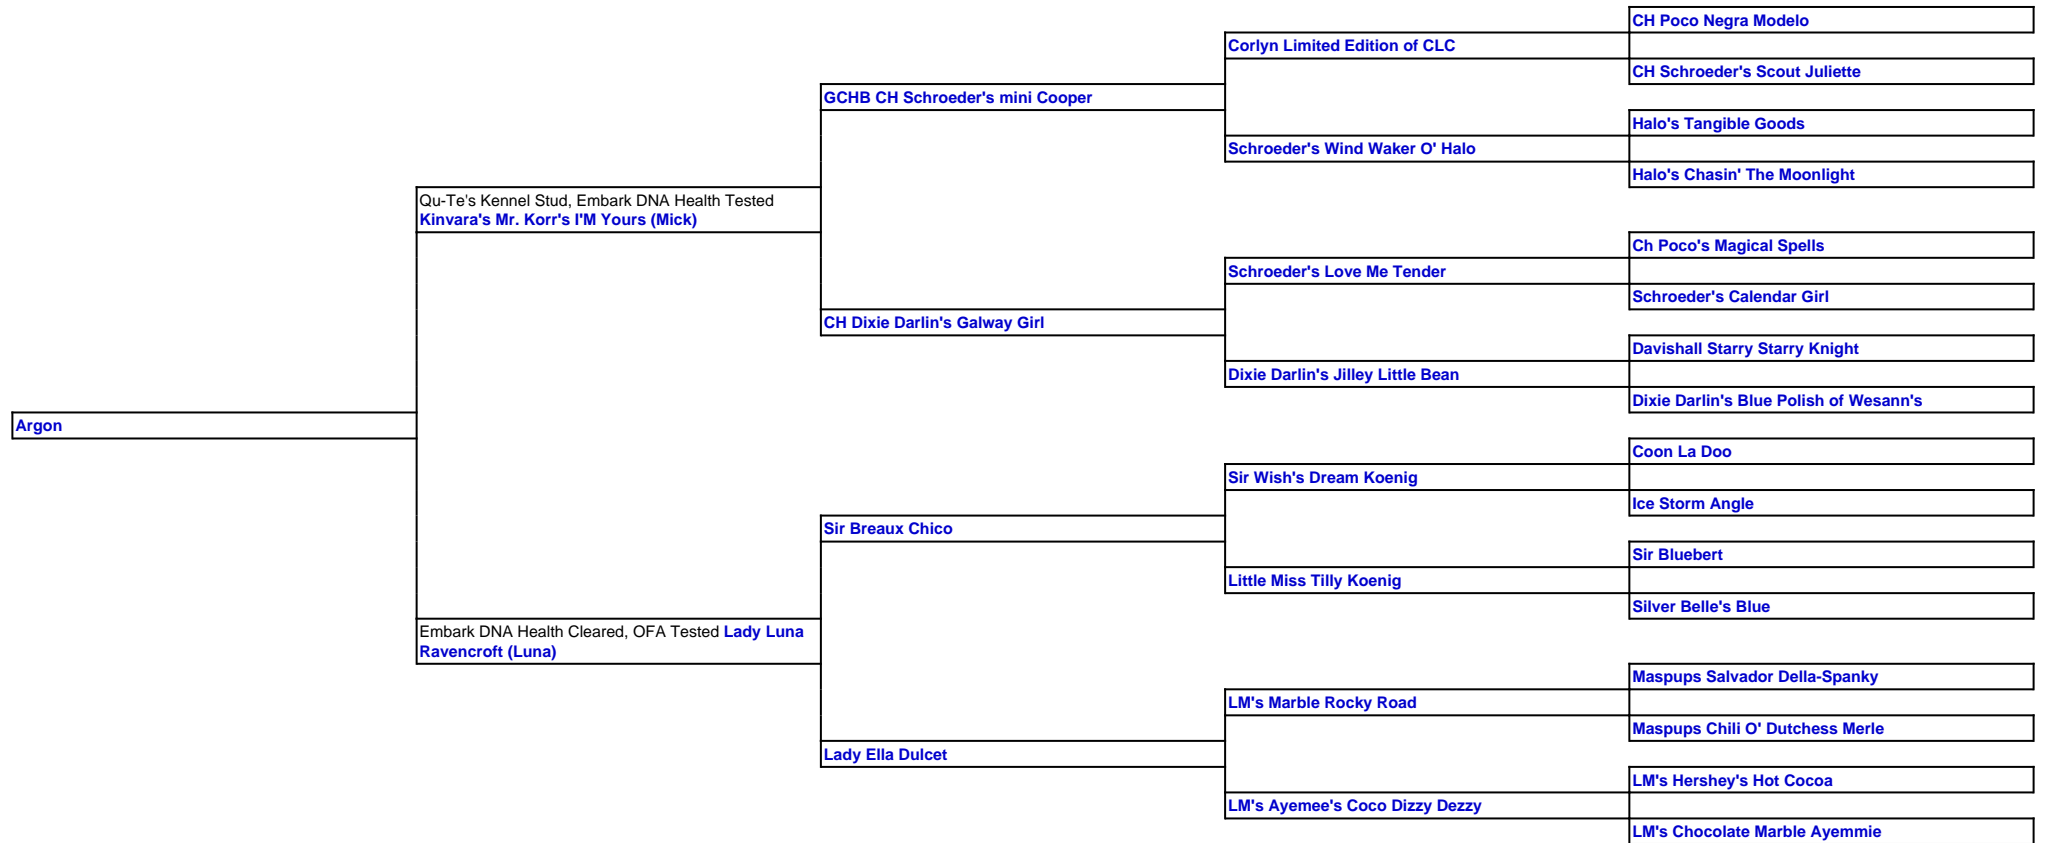 CH Poco Negra Modelo
Corlyn Limited Edition of CLC
CH Schroeder's Scout Juliette
GCHB CH Schroeder's mini Cooper
Halo's Tangible Goods
Schroeder's Wind Waker O' Halo
Halo's Chasin' The Moonlight
Qu-Te's Kennel Stud, Embark DNA Health Tested
Kinvara's Mr. Korr's I'M Yours (Mick)
Ch Poco's Magical Spells
Schroeder's Love Me Tender
Schroeder's Calendar Girl
CH Dixie Darlin's Galway Girl
Davishall Starry Starry Knight
Dixie Darlin's Jilley Little Bean
Dixie Darlin's Blue Polish of Wesann's
Argon
Coon La Doo
Sir Wish's Dream Koenig
Ice Storm Angle
Sir Breaux Chico
Sir Bluebert
Little Miss Tilly Koenig
Silver Belle's Blue
Embark DNA Health Cleared, OFA Tested Lady Luna
Ravencroft (Luna)
Maspups Salvador Della-Spanky
LM's Marble Rocky Road
Maspups Chili O' Dutchess Merle
Lady Ella Dulcet
LM's Hershey's Hot Cocoa
LM's Ayemee's Coco Dizzy Dezzy
LM's Chocolate Marble Ayemmie